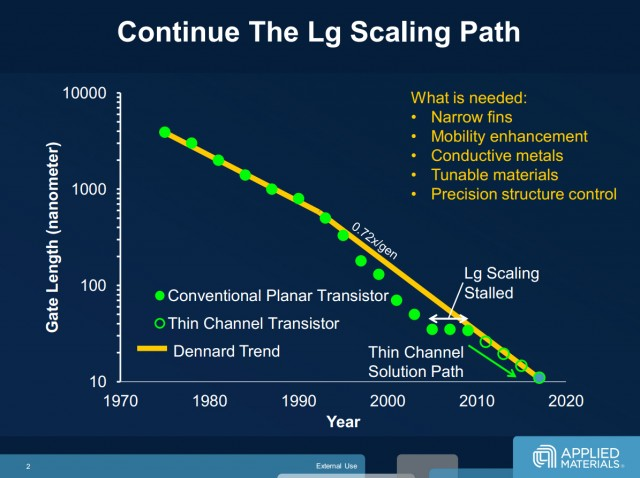 Continue The Lg Scaling Path
10000
1000
100
10
Gate Length (nanometer)
1970
1980
1990
2000
2010
2020
Year
What is needed:
• Narrow fins
• Mobility enhancement
• Conductive metals
• Tunable materials
• Precision structure control
0.72x/gen
Lg Scaling
Stalled
Conventional Planar Transistor
Thin Channel Transistor
Dennard Trend
Thin Channel
Solution Path
2
External Use
APPLIED
MATERIALS